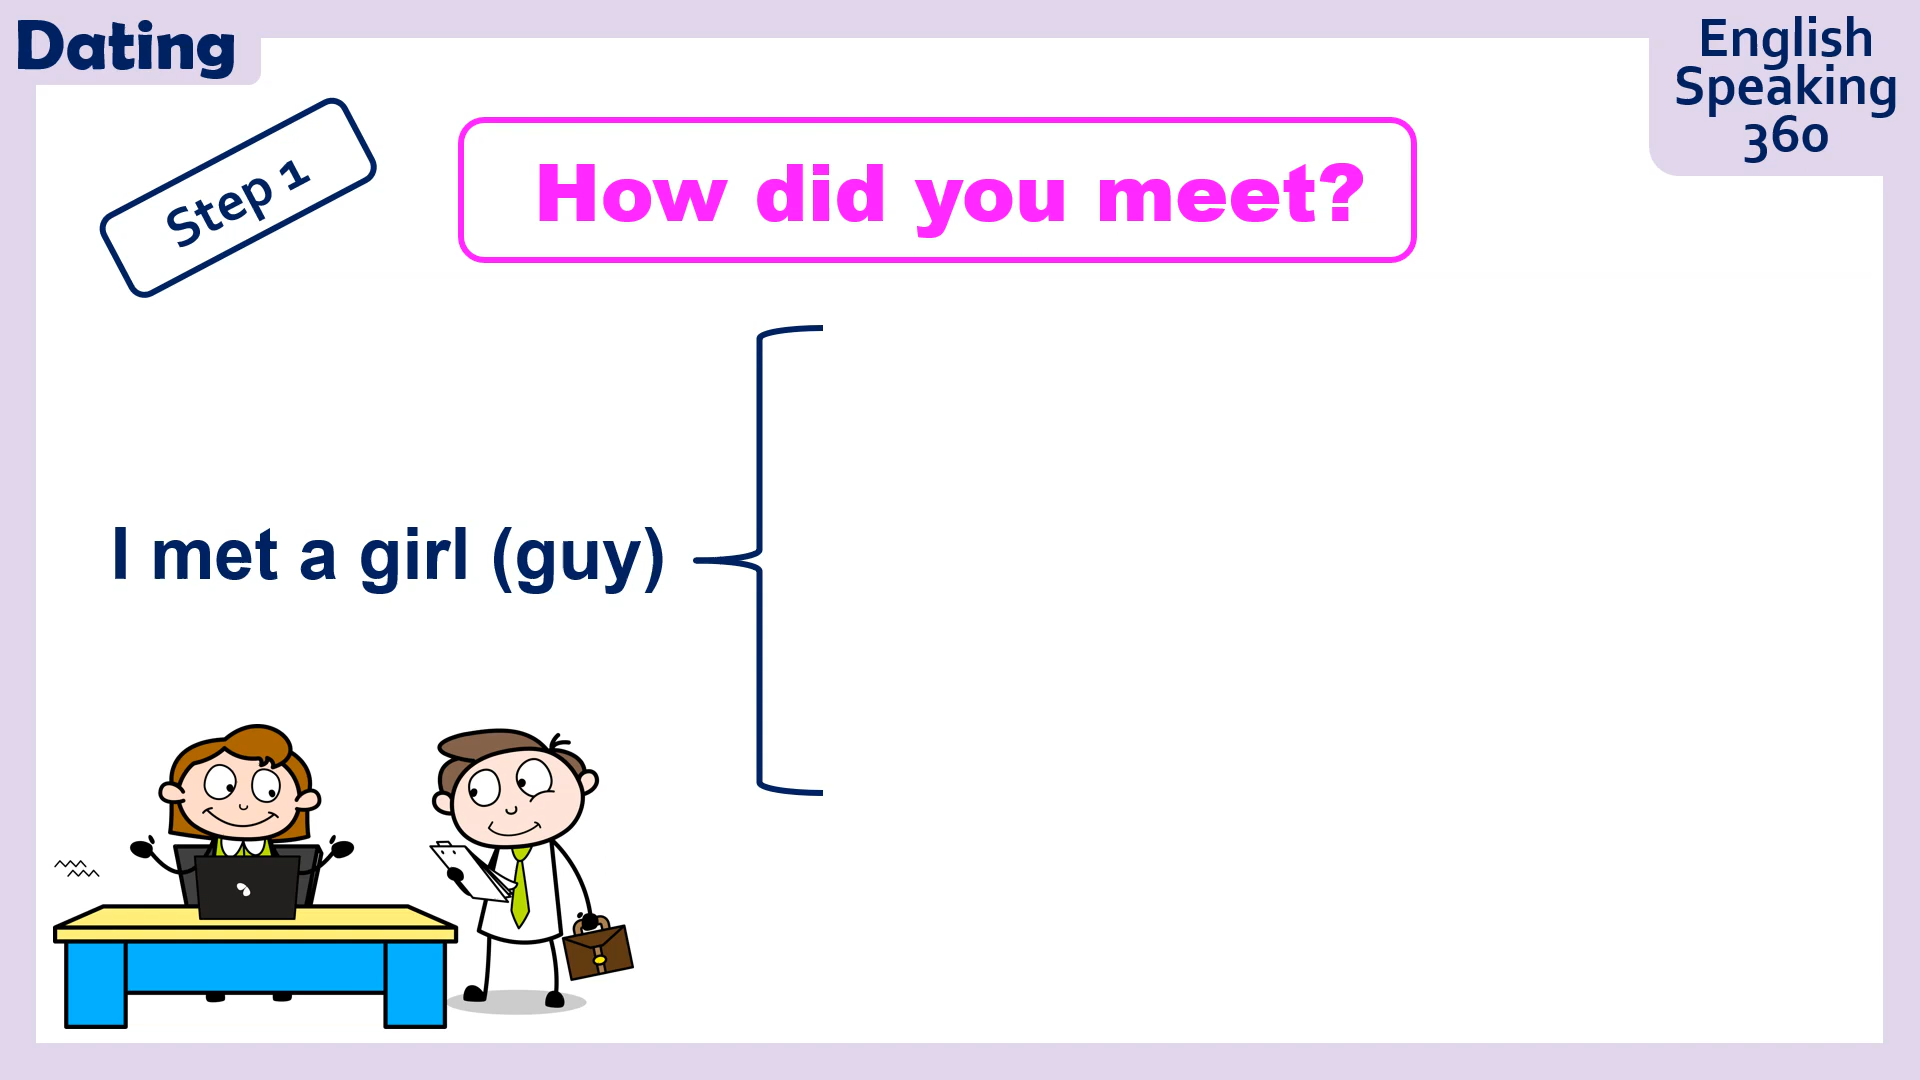 Dating
English
Speaking
360
Step 1
How did you meet?
I met a girl (guy)